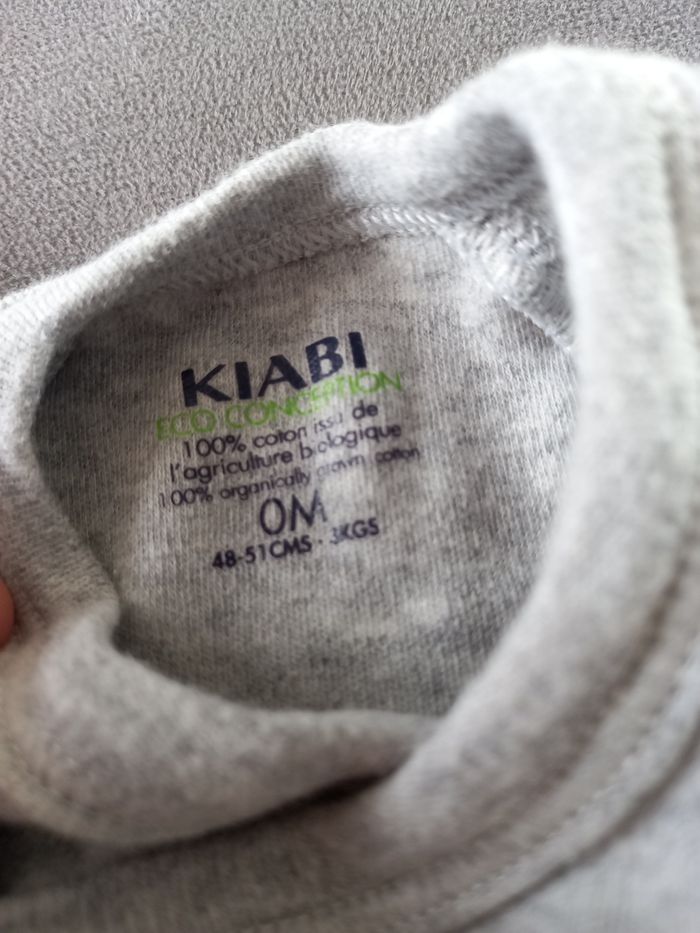 KIABI
ECO CONCEPTION
100% coton issu de
l'agriculture biologique
100% organically grown cotton
0M
48-51CMS · 3KGS